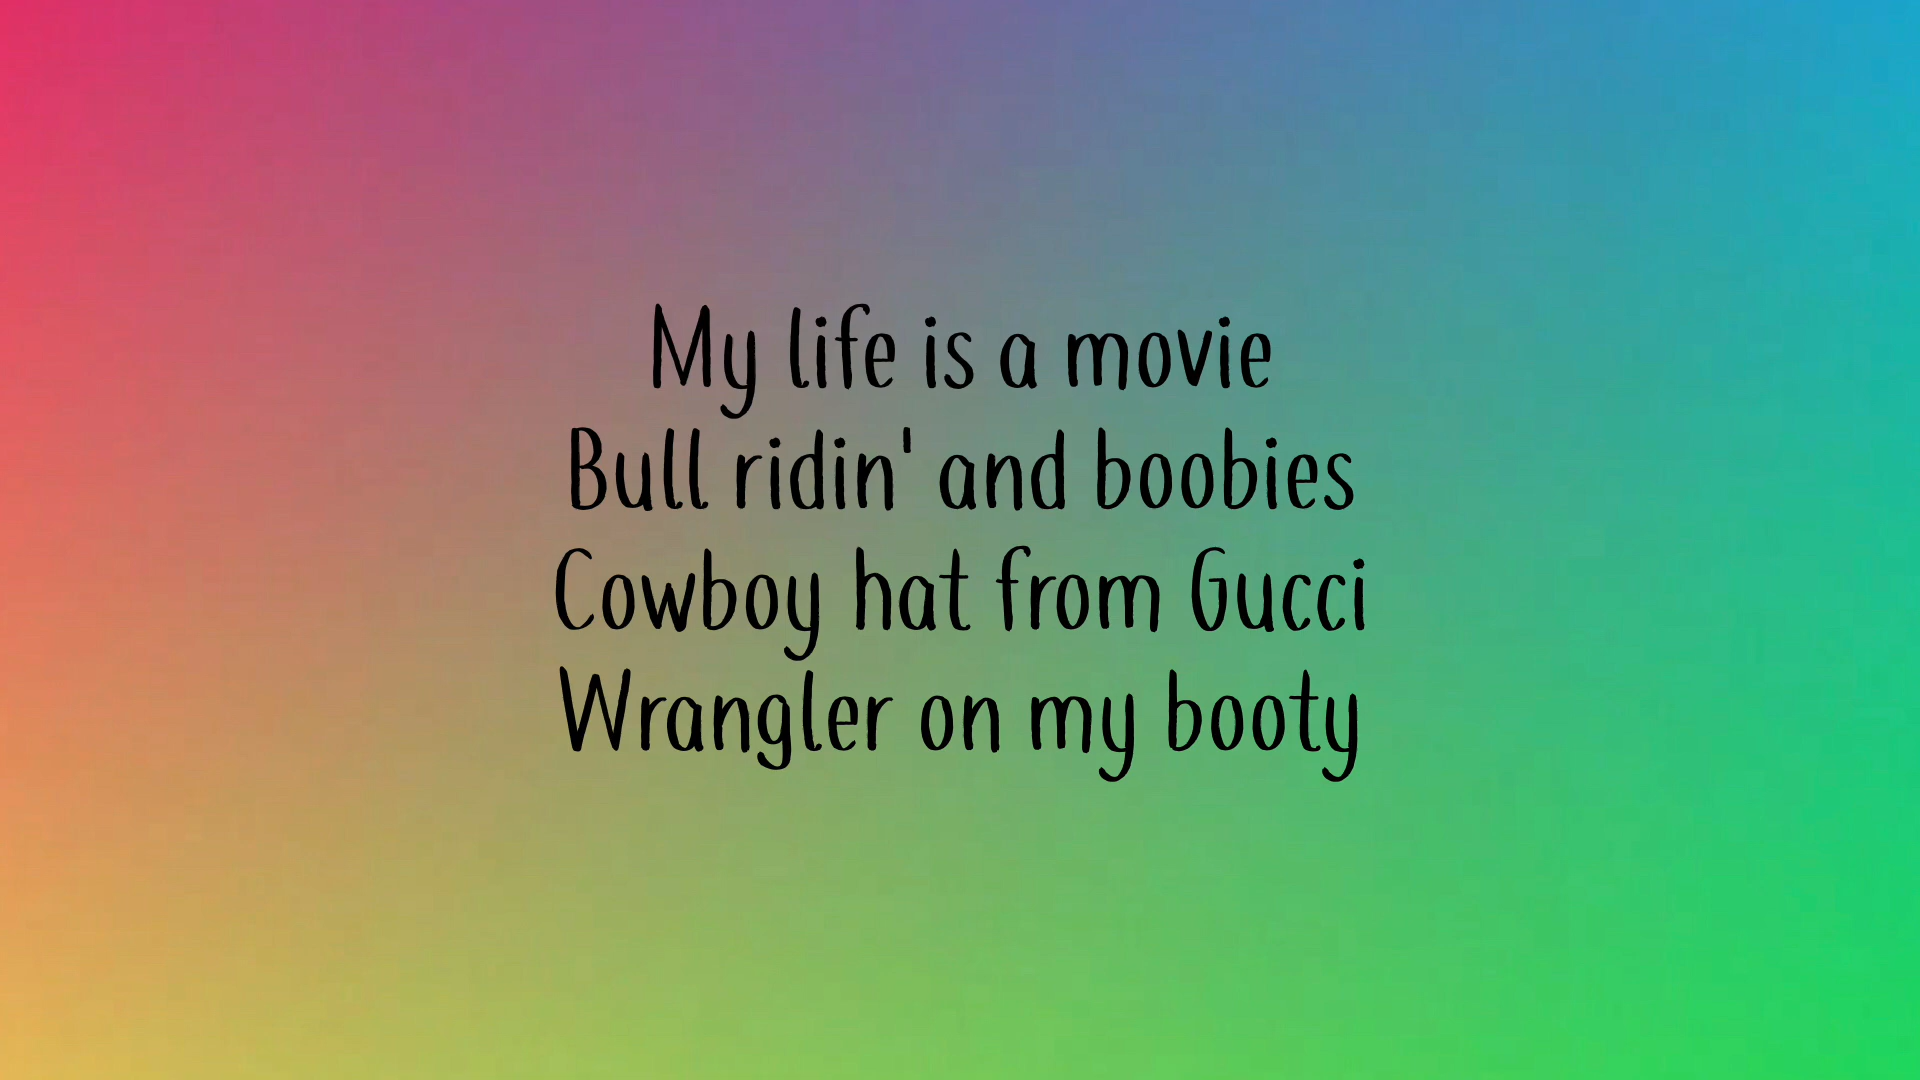 My life is a movie
Bull ridin' and boobies
Cowboy hat from Gucci
Wrangler on my booty